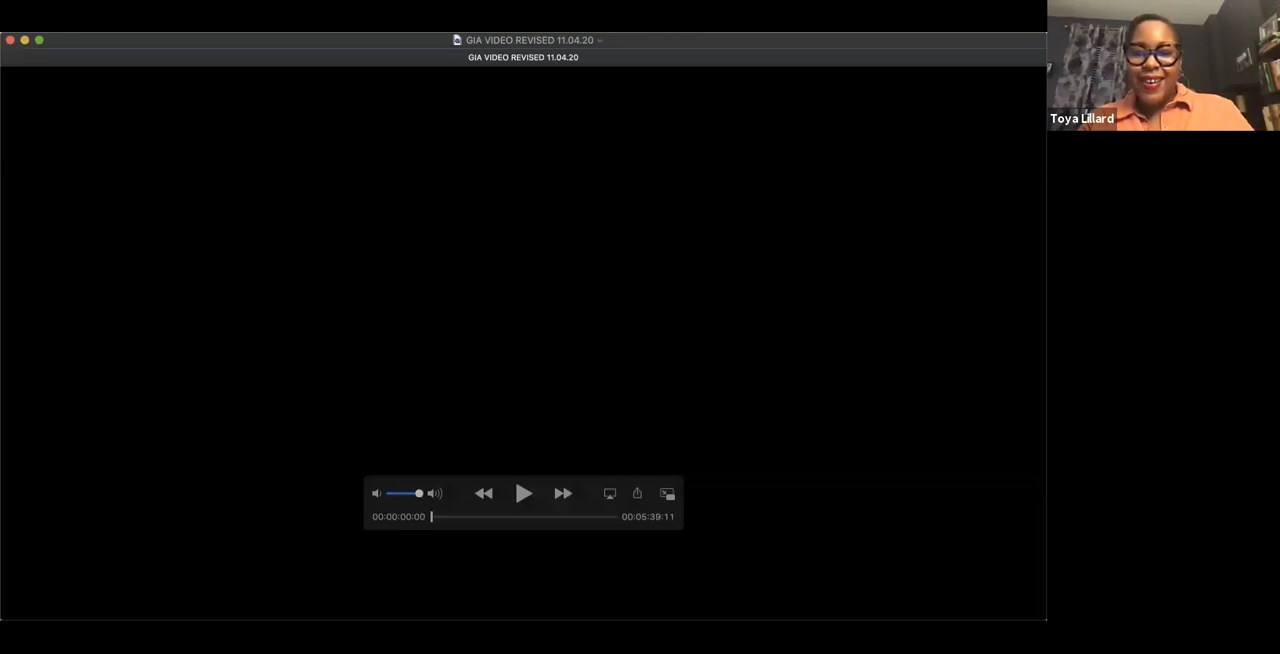 GIA VIDEO REVISED 11.04.20
GIA VIDEO REVISED 11.04.20
Toya Lillard
00:00:00:00
00:05:39:11